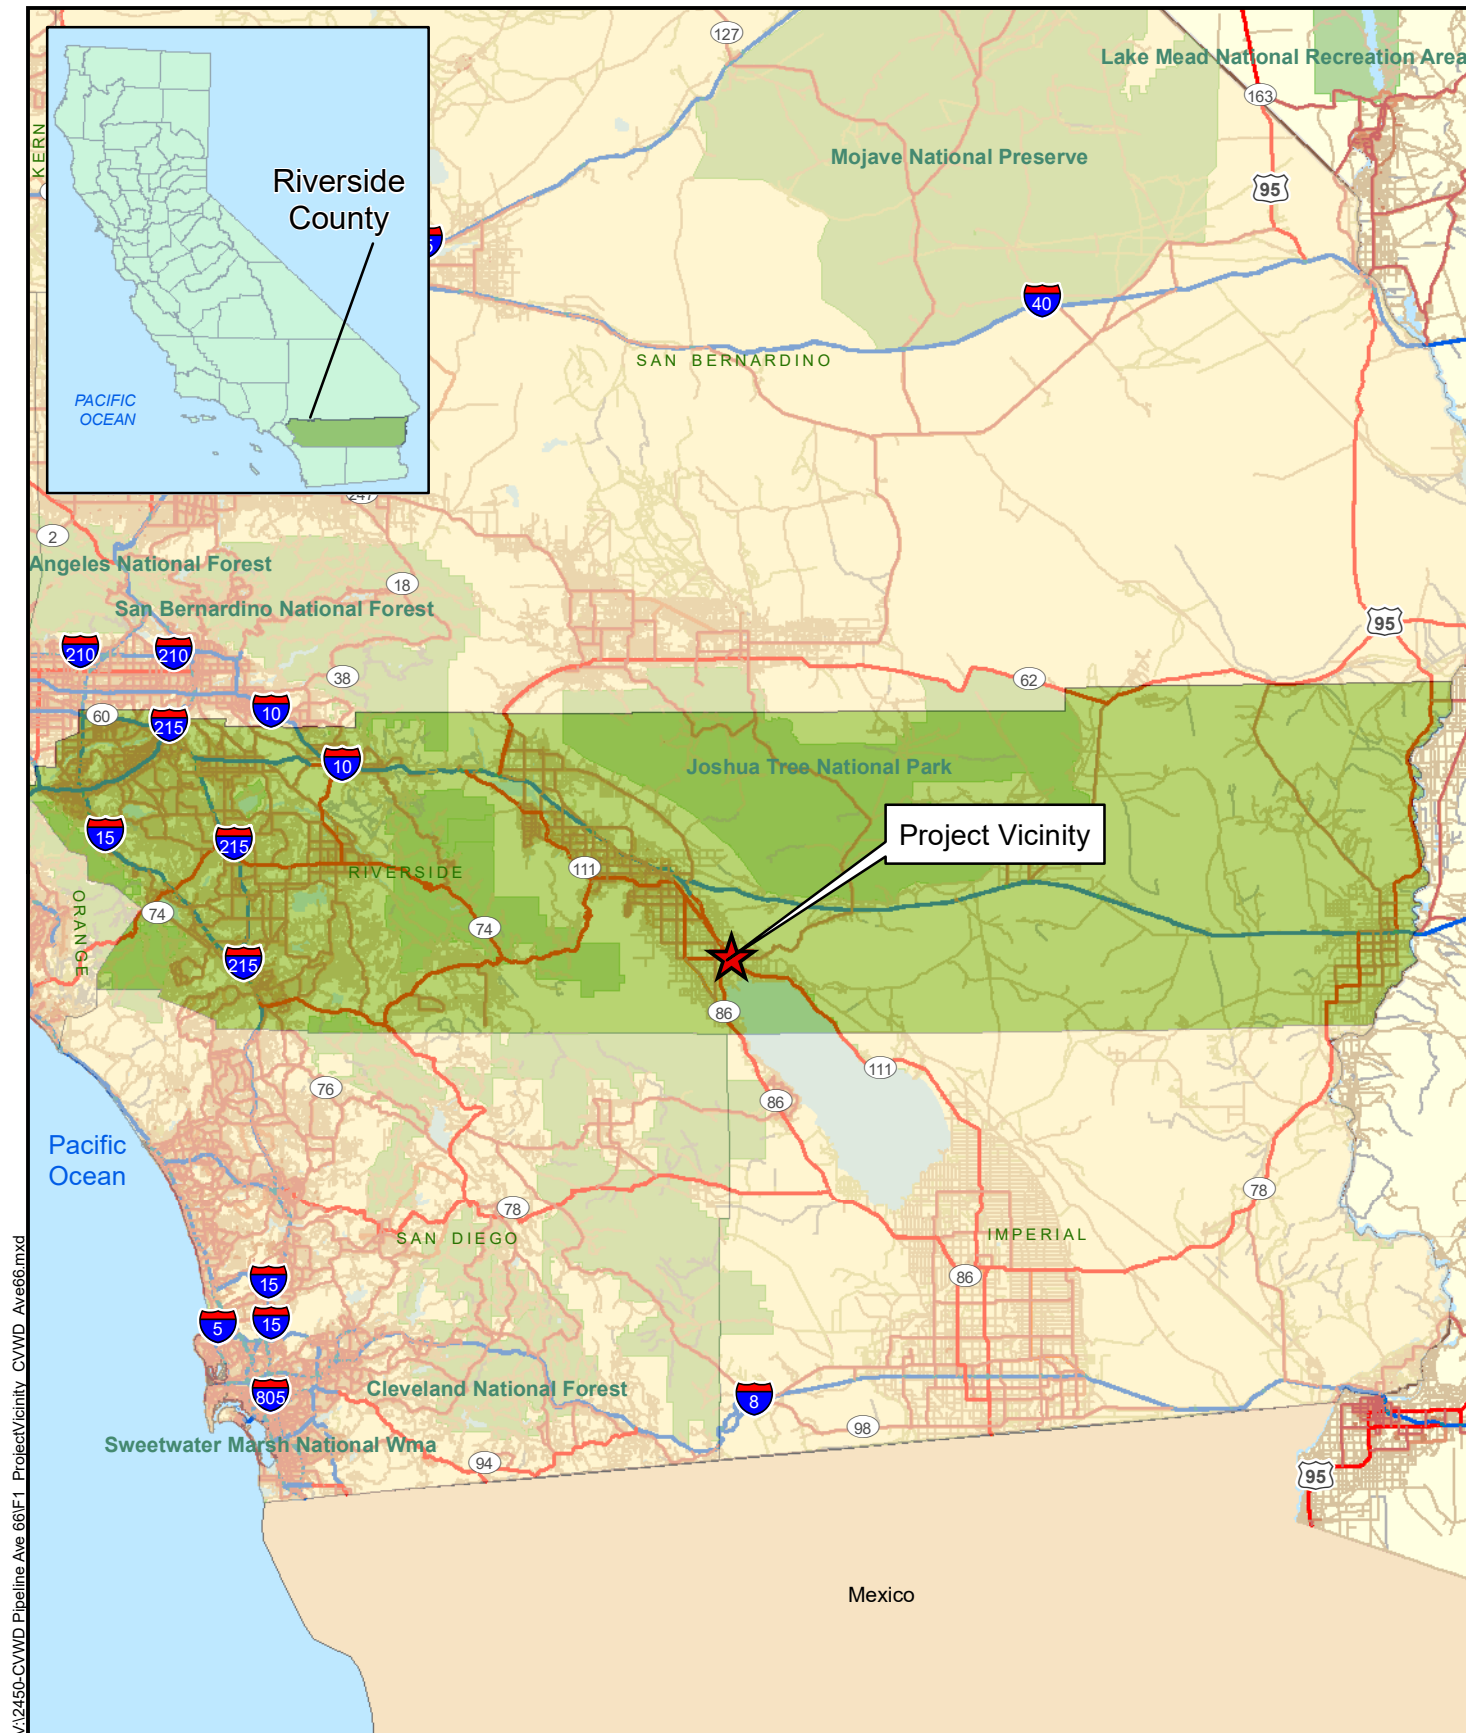 127
Lake Mead National Recreation Area
163
KERN
Mojave National Preserve
Riverside
County
95
40
SAN BERNARDINO
PACIFIC
OCEAN
247
2
Angeles National Forest
18
San Bernardino National Forest
95
210
210
38
62
10
60
215
10
Joshua Tree National Park
15
215
Project Vicinity
111
RIVERSIDE
ORANGE
74
74
215
86
111
76
86
Pacific
Ocean
78
78
SAN DIEGO
IMPERIAL
86
15
5
15
Cleveland National Forest
805
8
98
Sweetwater Marsh National Wma
94
95
Mexico
V:\2450-CVWD Pipeline Ave 66\F1_ProjectVicinity_CVWD_Ave66.mxd